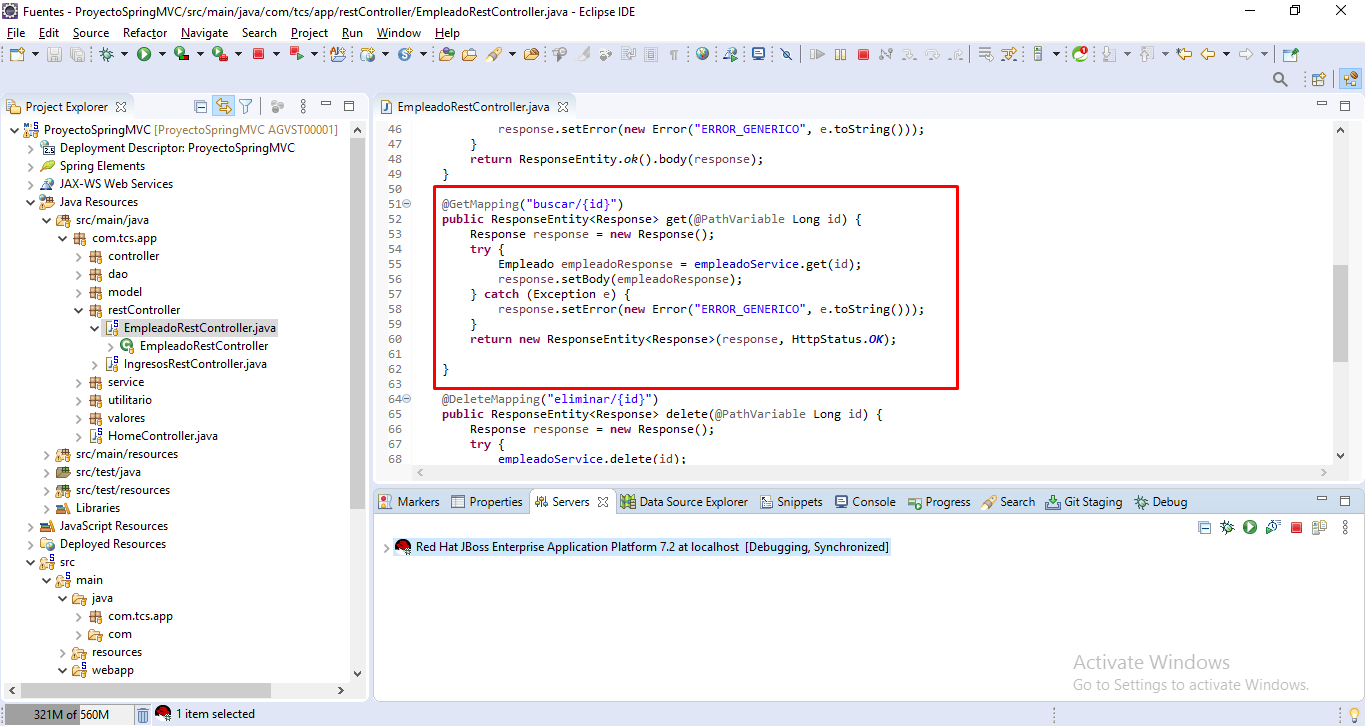 Fuentes - ProyectoSpringMVC/src/main/java/com/tcs/app/restController/EmpleadoRestController.java - Eclipse IDE
File Edit Source Refactor Navigate Search Project Run Window Help
Project Explorer
ProyectoSpringMVC [ProyectoSpringMVC AGVST00001]
Deployment Descriptor: ProyectoSpringMVC
Spring Elements
JAX-WS Web Services
Java Resources
src/main/java
com.tcs.app
controller
dao
model
restController
EmpleadoRestController.java
EmpleadoRestController
IngresosRestController.java
service
utilitario
valores
HomeController.java
src/main/resources
src/test/java
src/test/resources
Libraries
JavaScript Resources
Deployed Resources
src
main
java
com.tcs.app
com
resources
webapp
EmpleadoRestController.java
46 response.setError(new Error("ERROR_GENERICO", e.toString()));
47 }
48 return ResponseEntity.ok().body(response);
49 }
50
51 @GetMapping("buscar/{id}")
52 public ResponseEntity<Response> get(@PathVariable Long id) {
53 Response response = new Response();
54 try {
55 Empleado empleadoResponse = empleadoService.get(id);
56 response.setBody(empleadoResponse);
57 } catch (Exception e) {
58 response.setError(new Error("ERROR_GENERICO", e.toString()));
59 }
60 return new ResponseEntity<Response>(response, HttpStatus.OK);
61
62 }
63
64 @DeleteMapping("eliminar/{id}")
65 public ResponseEntity<Response> delete(@PathVariable Long id) {
66 Response response = new Response();
67 try {
68 empleadoService.delete(id);
Markers Properties Servers Data Source Explorer Snippets Console Progress Search Git Staging Debug
Red Hat JBoss Enterprise Application Platform 7.2 at localhost [Debugging, Synchronized]
Activate Windows
Go to Settings to activate Windows.
321M of 560M 1 item selected